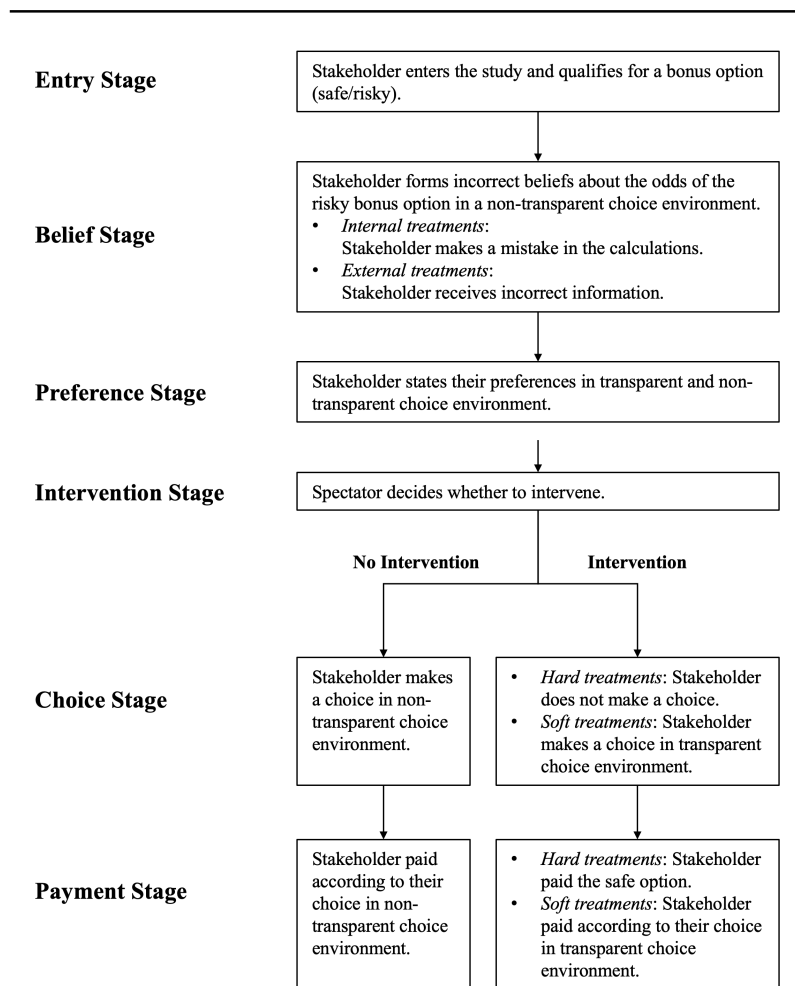 Entry Stage
Stakeholder enters the study and qualifies for a bonus option
(safe/risky).
Belief Stage
Stakeholder forms incorrect beliefs about the odds of the
risky bonus option in a non-transparent choice environment.
• Internal treatments:
Stakeholder makes a mistake in the calculations.
• External treatments:
Stakeholder receives incorrect information.
Preference Stage
Stakeholder states their preferences in transparent and non-
transparent choice environment.
Intervention Stage
Spectator decides whether to intervene.
No Intervention
Intervention
Choice Stage
Stakeholder makes
a choice in non-
transparent choice
environment.
• Hard treatments: Stakeholder
does not make a choice.
• Soft treatments: Stakeholder
makes a choice in transparent
choice environment.
Payment Stage
Stakeholder paid
according to their
choice in non-
transparent choice
environment.
• Hard treatments: Stakeholder
paid the safe option.
• Soft treatments: Stakeholder
paid according to their choice
in transparent choice
environment.